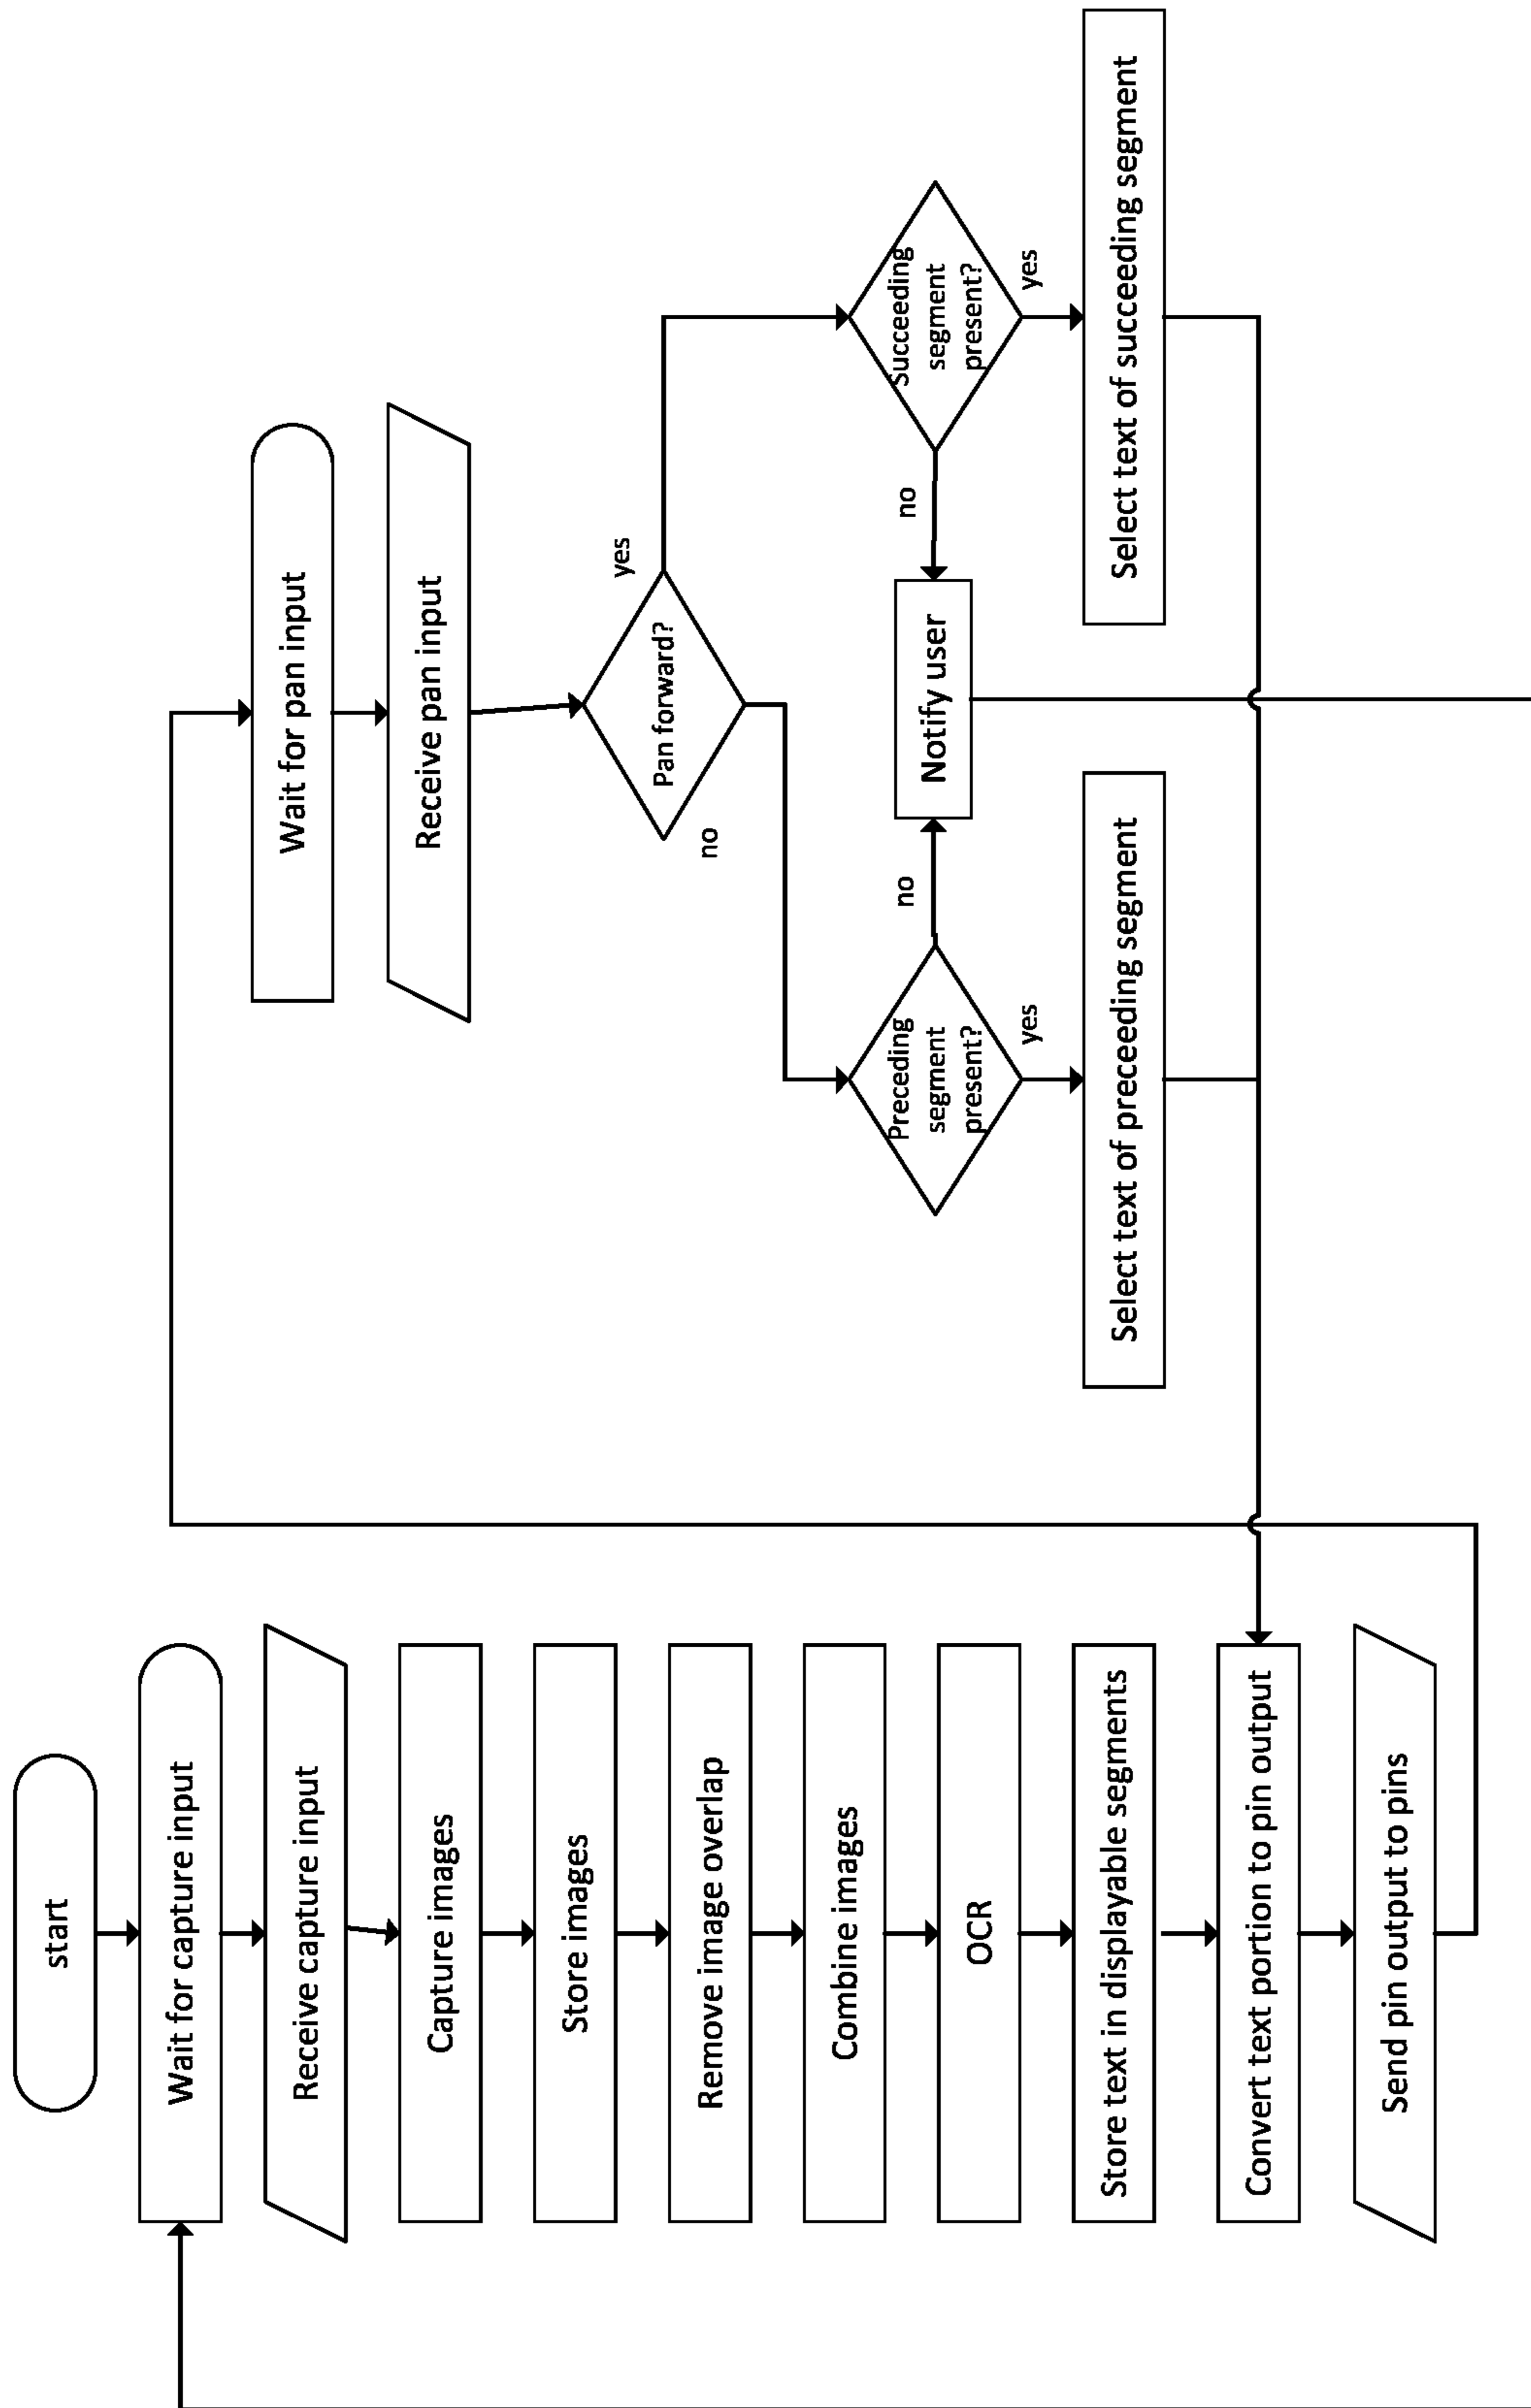 start
Wait for capture input
Receive capture input
Capture images
Store images
Remove image overlap
Combine images
OCR
Store text in displayable segments
Convert text portion to pin output
Send pin output to pins
Wait for pan input
Receive pan input
Pan forward?
yes
no
Preceding
segment
present?
no
yes
Notify user
Succeeding
segment
present?
no
yes
Select text of preceeding segment
Select text of succeeding segment